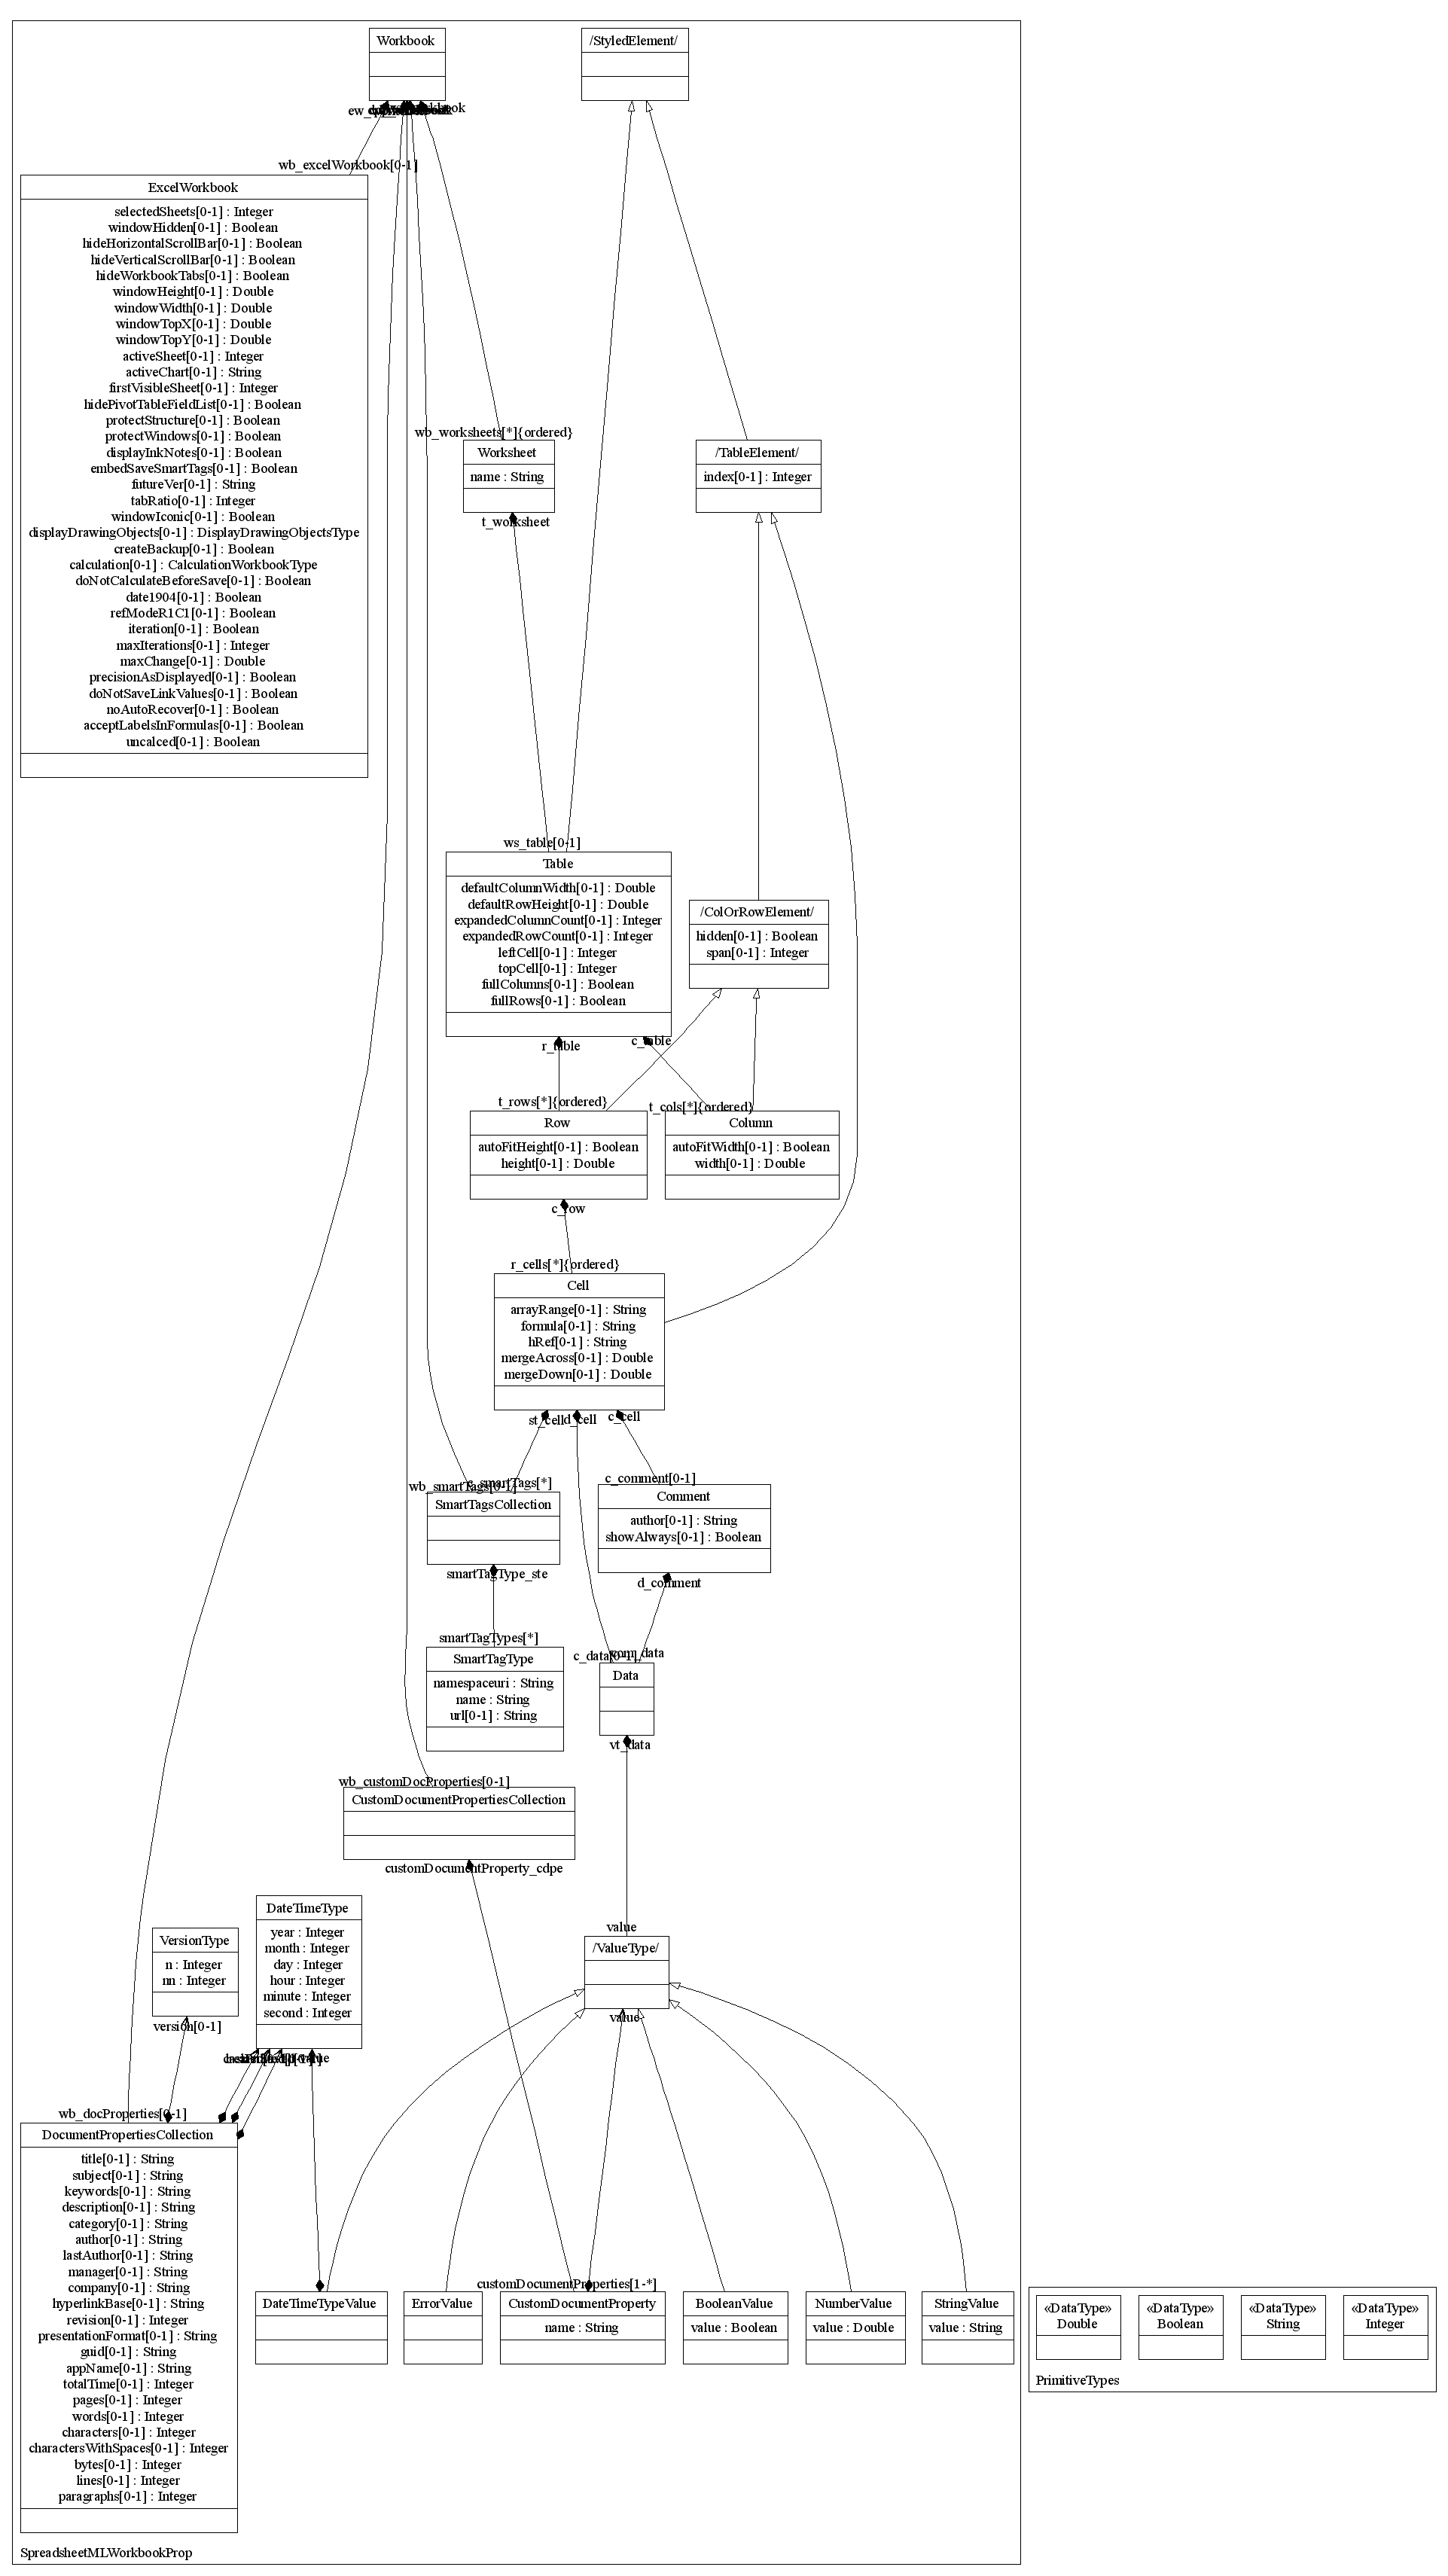 Workbook
/StyledElement/
wb_excelWorkbook[0-1]
ExcelWorkbook
selectedSheets[0-1] : Integer
windowHidden[0-1] : Boolean
hideHorizontalScrollBar[0-1] : Boolean
hideVerticalScrollBar[0-1] : Boolean
hideWorkbookTabs[0-1] : Boolean
windowHeight[0-1] : Double
windowWidth[0-1] : Double
windowTopX[0-1] : Double
windowTopY[0-1] : Double
activeSheet[0-1] : Integer
activeChart[0-1] : String
firstVisibleSheet[0-1] : Integer
hidePivotTableFieldList[0-1] : Boolean
protectStructure[0-1] : Boolean
protectWindows[0-1] : Boolean
displayInkNotes[0-1] : Boolean
embedSaveSmartTags[0-1] : Boolean
futureVer[0-1] : String
tabRatio[0-1] : Integer
windowIconic[0-1] : Boolean
displayDrawingObjects[0-1] : DisplayDrawingObjectsType
createBackup[0-1] : Boolean
calculation[0-1] : CalculationWorkbookType
doNotCalculateBeforeSave[0-1] : Boolean
date1904[0-1] : Boolean
refModeR1C1[0-1] : Boolean
iteration[0-1] : Boolean
maxIterations[0-1] : Integer
maxChange[0-1] : Double
precisionAsDisplayed[0-1] : Boolean
doNotSaveLinkValues[0-1] : Boolean
noAutoRecover[0-1] : Boolean
acceptLabelsInFormulas[0-1] : Boolean
uncalced[0-1] : Boolean
wb_worksheets[*]{ordered}
Worksheet
name : String
t_worksheet
/TableElement/
index[0-1] : Integer
ws_table[0-1]
Table
defaultColumnWidth[0-1] : Double
defaultRowHeight[0-1] : Double
expandedColumnCount[0-1] : Integer
expandedRowCount[0-1] : Integer
leftCell[0-1] : Integer
topCell[0-1] : Integer
fullColumns[0-1] : Boolean
fullRows[0-1] : Boolean
/ColOrRowElement/
hidden[0-1] : Boolean
span[0-1] : Integer
r_table
c_table
t_rows[*]{ordered}
t_cols[*]{ordered}
Row
autoFitHeight[0-1] : Boolean
height[0-1] : Double
Column
autoFitWidth[0-1] : Boolean
width[0-1] : Double
c_row
r_cells[*]{ordered}
Cell
arrayRange[0-1] : String
formula[0-1] : String
hRef[0-1] : String
mergeAcross[0-1] : Double
mergeDown[0-1] : Double
st_cell
d_cell
c_cell
c_smartTags[*]
wb_smartTags[0-1]
SmartTagsCollection
c_comment[0-1]
Comment
author[0-1] : String
showAlways[0-1] : Boolean
smartTagType_ste
d_comment
smartTagTypes[*]
SmartTagType
namespaceuri : String
name : String
url[0-1] : String
c_data[0-1]
com_data
Data
vt_data
wb_customDocProperties[0-1]
CustomDocumentPropertiesCollection
customDocumentProperty_cdpe
VersionType
n : Integer
nn : Integer
version[0-1]
DateTimeType
year : Integer
month : Integer
day : Integer
hour : Integer
minute : Integer
second : Integer
value
/ValueType/
value
wb_docProperties[0-1]
DocumentPropertiesCollection
title[0-1] : String
subject[0-1] : String
keywords[0-1] : String
description[0-1] : String
category[0-1] : String
author[0-1] : String
lastAuthor[0-1] : String
manager[0-1] : String
company[0-1] : String
hyperlinkBase[0-1] : String
revision[0-1] : Integer
presentationFormat[0-1] : String
guid[0-1] : String
appName[0-1] : String
totalTime[0-1] : Integer
pages[0-1] : Integer
words[0-1] : Integer
characters[0-1] : Integer
charactersWithSpaces[0-1] : Integer
bytes[0-1] : Integer
lines[0-1] : Integer
paragraphs[0-1] : Integer
DateTimeTypeValue
ErrorValue
customDocumentProperties[1-*]
CustomDocumentProperty
name : String
BooleanValue
value : Boolean
NumberValue
value : Double
StringValue
value : String
«DataType»
Double
«DataType»
Boolean
«DataType»
String
«DataType»
Integer
PrimitiveTypes
SpreadsheetMLWorkbookProp